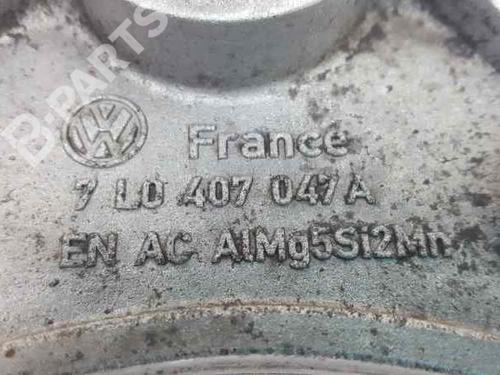 B-PARTS
VW France
7 L0 407 047 A
EN AC AlMg5Si2Mn